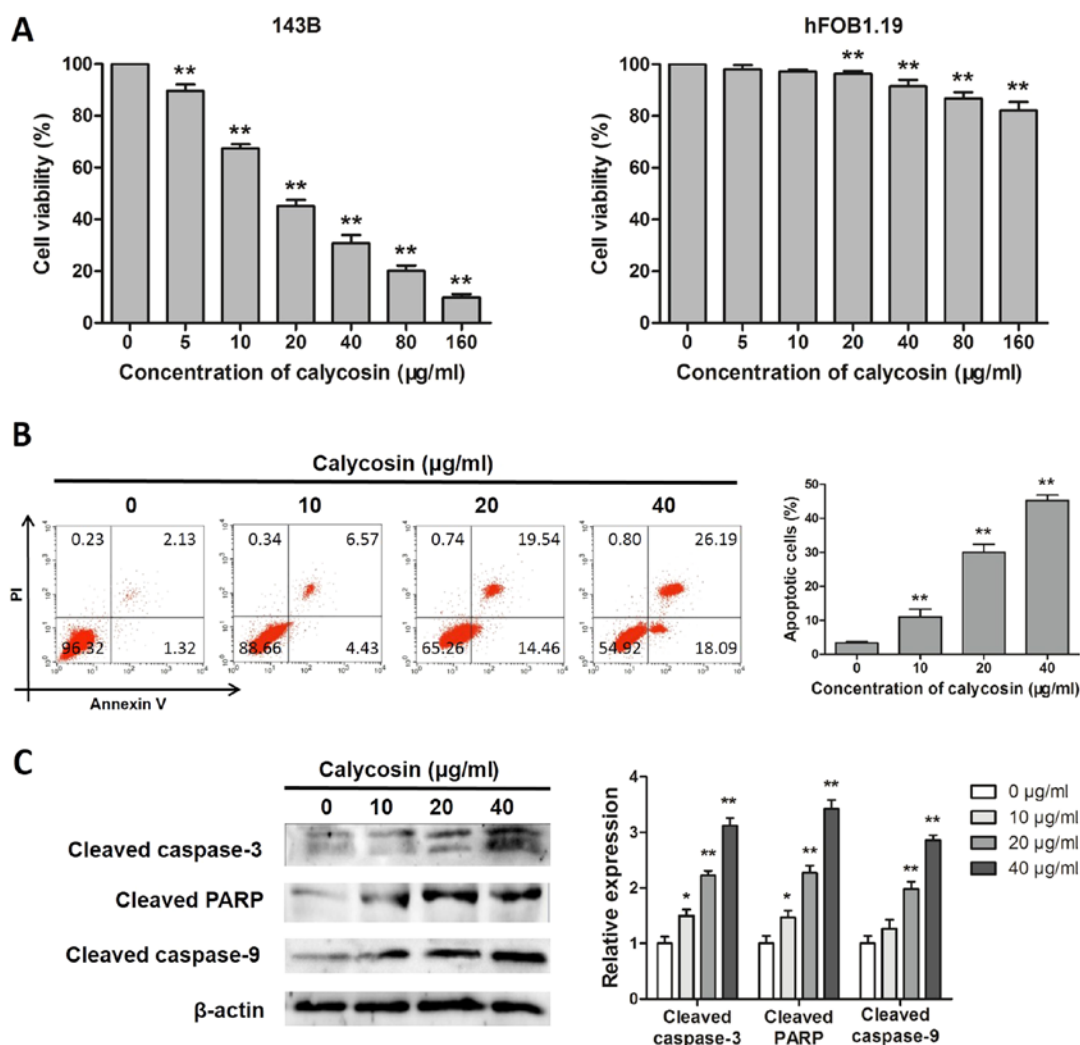 A
143B
hFOB1.19
Cell viability (%)
100
80
60
40
20
0
** ** ** ** ** **
0 5 10 20 40 80 160
Concentration of calycosin (µg/ml)
Cell viability (%)
100
80
60
40
20
0
** ** ** **
0 5 10 20 40 80 160
Concentration of calycosin (µg/ml)
B
Calycosin (µg/ml)
0 10 20 40
PI
0.23 2.13
96.32 1.32
0.34 6.57
88.66 4.43
0.74 19.54
65.26 14.46
0.80 26.19
54.92 18.09
Annexin V
Apoptotic cells (%)
50
40
30
20
10
0
** ** **
0 10 20 40
Concentration of calycosin (µg/ml)
C
Calycosin (µg/ml)
0 10 20 40
Cleaved caspase-3
Cleaved PARP
Cleaved caspase-9
β-actin
Relative expression
4
3
2
1
0
* ** **
* ** **
** **
Cleaved caspase-3
Cleaved PARP
Cleaved caspase-9
0 µg/ml
10 µg/ml
20 µg/ml
40 µg/ml